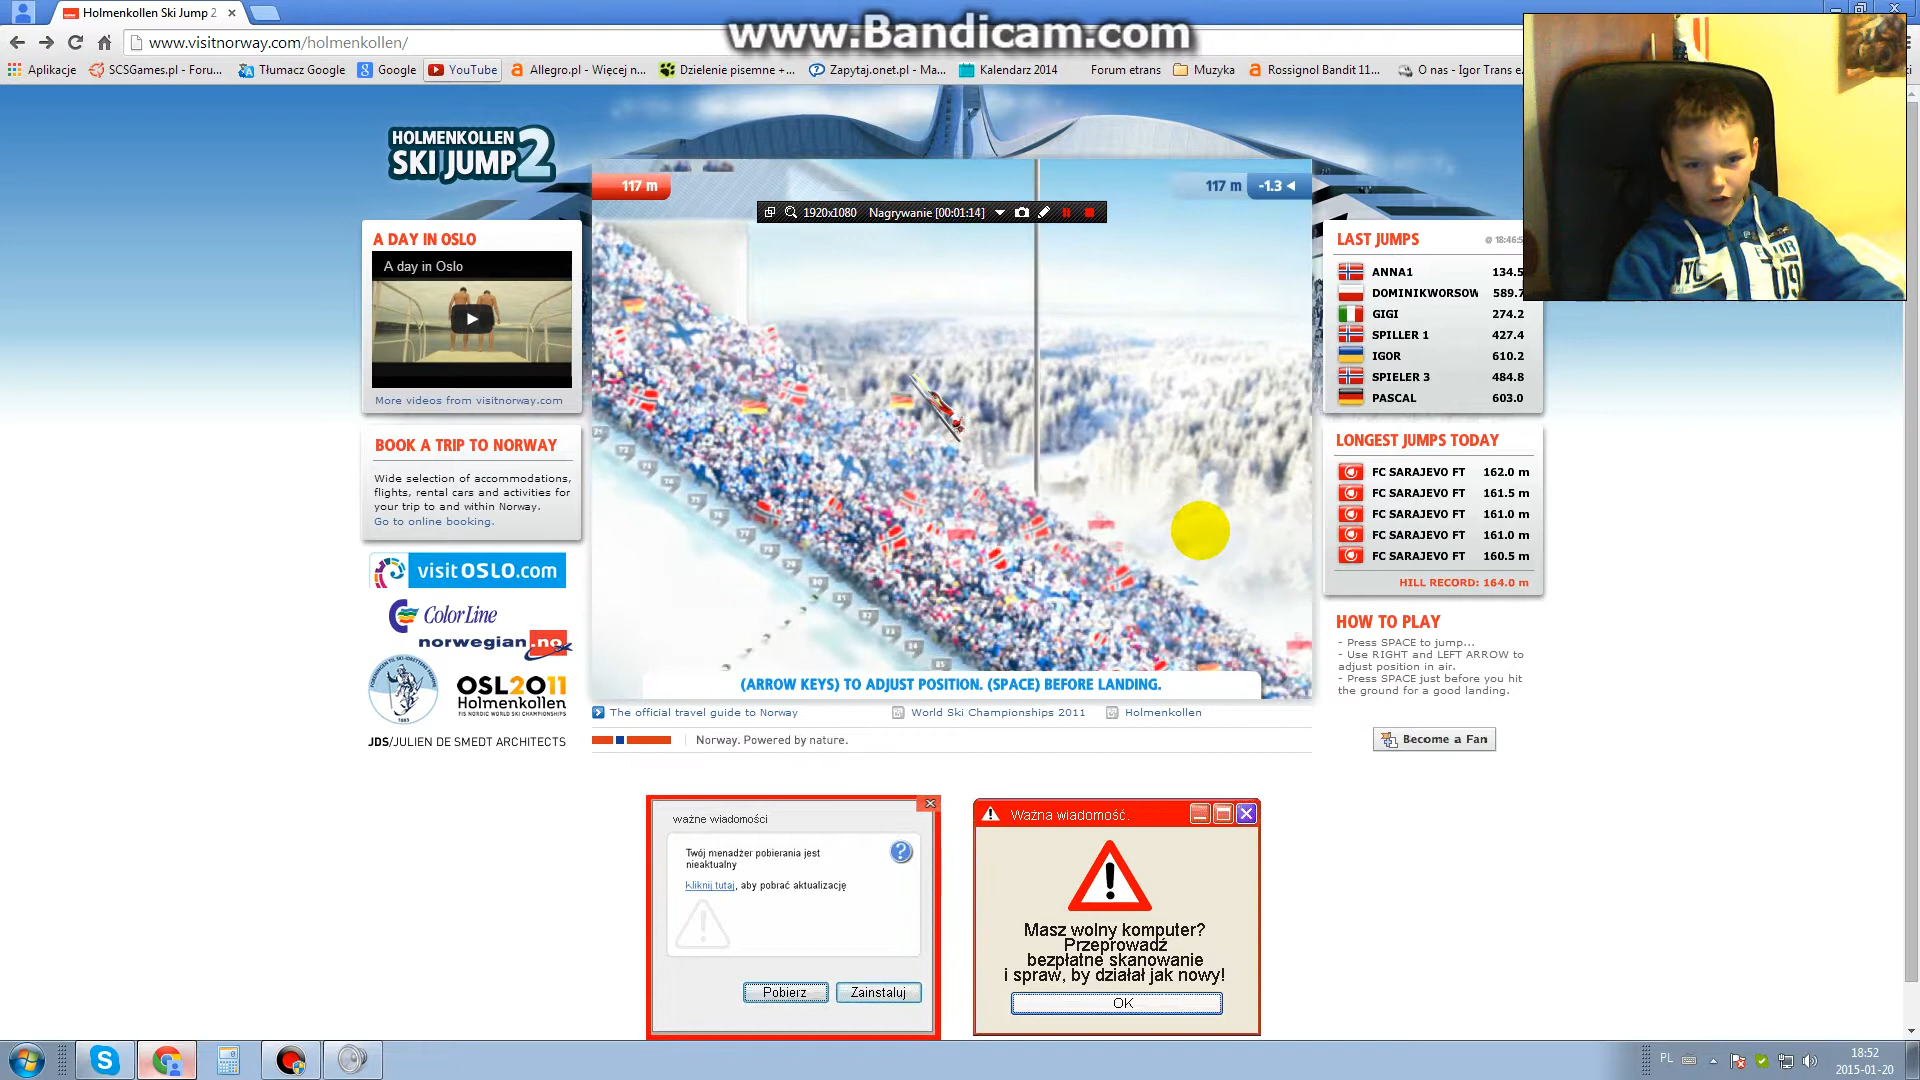 Holmenkollen Ski Jump 2
www.Bandicam.com
www.visitnorway.com/holmenkollen/
Aplikacje
SCSGames.pl - Foru...
Tłumacz Google
Google
YouTube
Allegro.pl - Więcej n...
Dzielenie pisemne +...
Zapytaj.onet.pl - Ma...
Kalendarz 2014
Forum etrans
Muzyka
Rossignol Bandit 11...
O nas - Igor Trans e.
HOLMENKOLLEN
SKI JUMP 2
117 m
117 m -1.3
1920x1080 Nagrywanie [00:01:14]
A DAY IN OSLO
A day in Oslo
More videos from visitnorway.com
BOOK A TRIP TO NORWAY
Wide selection of accommodations,
flights, rental cars and activities for
your trip to and within Norway.
Go to online booking.
visitOSLO.com
Color Line
norwegian.no
OSL2011
Holmenkollen
FIS NORDIC WORLD SKI CHAMPIONSHIPS
JDS/JULIEN DE SMEDT ARCHITECTS
(ARROW KEYS) TO ADJUST POSITION. (SPACE) BEFORE LANDING.
The official travel guide to Norway
World Ski Championships 2011
Holmenkollen
Norway. Powered by nature.
LAST JUMPS @ 18:46:5
ANNA1 134.5
DOMINIKWORSOW 589.7
GIGI 274.2
SPILLER 1 427.4
IGOR 610.2
SPIELER 3 484.8
PASCAL 603.0
LONGEST JUMPS TODAY
FC SARAJEVO FT 162.0 m
FC SARAJEVO FT 161.5 m
FC SARAJEVO FT 161.0 m
FC SARAJEVO FT 161.0 m
FC SARAJEVO FT 160.5 m
HILL RECORD: 164.0 m
HOW TO PLAY
- Press SPACE to jump...
- Use RIGHT and LEFT ARROW to
adjust position in air.
- Press SPACE just before you hit
the ground for a good landing.
Become a Fan
ważne wiadomości
Twój menadżer pobierania jest
nieaktualny
Kliknij tutaj, aby pobrać aktualizację
Pobierz
Zainstaluj
Ważna wiadomość.
Masz wolny komputer?
Przeprowadź
bezpłatne skanowanie
i spraw, by działał jak nowy!
OK
PL
18:52
2015-01-20